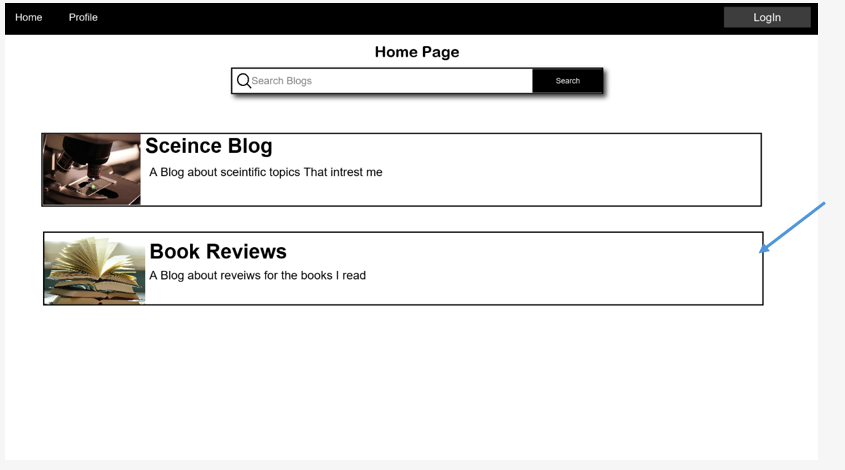 Home Profile LogIn
Home Page
Search Blogs Search
Sceince Blog
A Blog about sceintific topics That intrest me
Book Reviews
A Blog about reveiws for the books I read